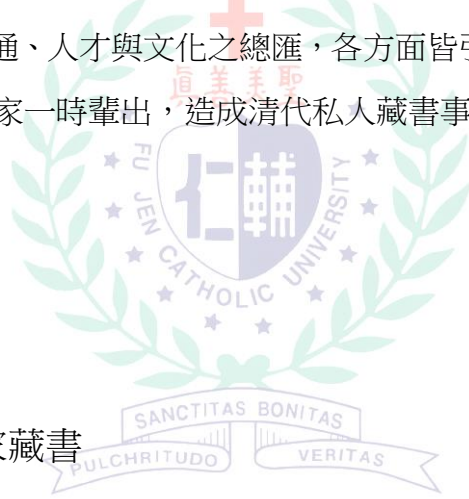 通、人才與文化之總匯，各方面皆引
真善美聖
家一時輩出，造成清代私人藏書事
仁輔
FU JEN CATHOLIC UNIVERSITY
藏書
SANCTITAS BONITAS
PULCHRITUDO VERITAS